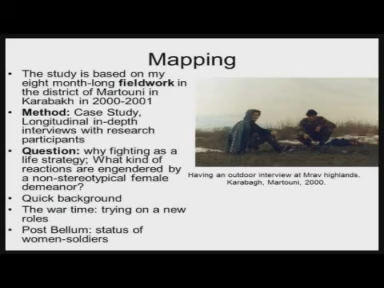 Mapping
• The study is based on my
eight month-long fieldwork in
the district of Martouni in
Karabakh in 2000-2001
• Method: Case Study,
Longitudinal in-depth
interviews with research
participants
• Question: why fighting as a
life strategy; What kind of
reactions are engendered by
a non-stereotypical female
demeanor?
• Quick background
• The war time: trying on a new
roles
• Post Bellum: status of
women-soldiers
Having an outdoor interview at Mrav highlands.
Karabagh, Martouni, 2000.